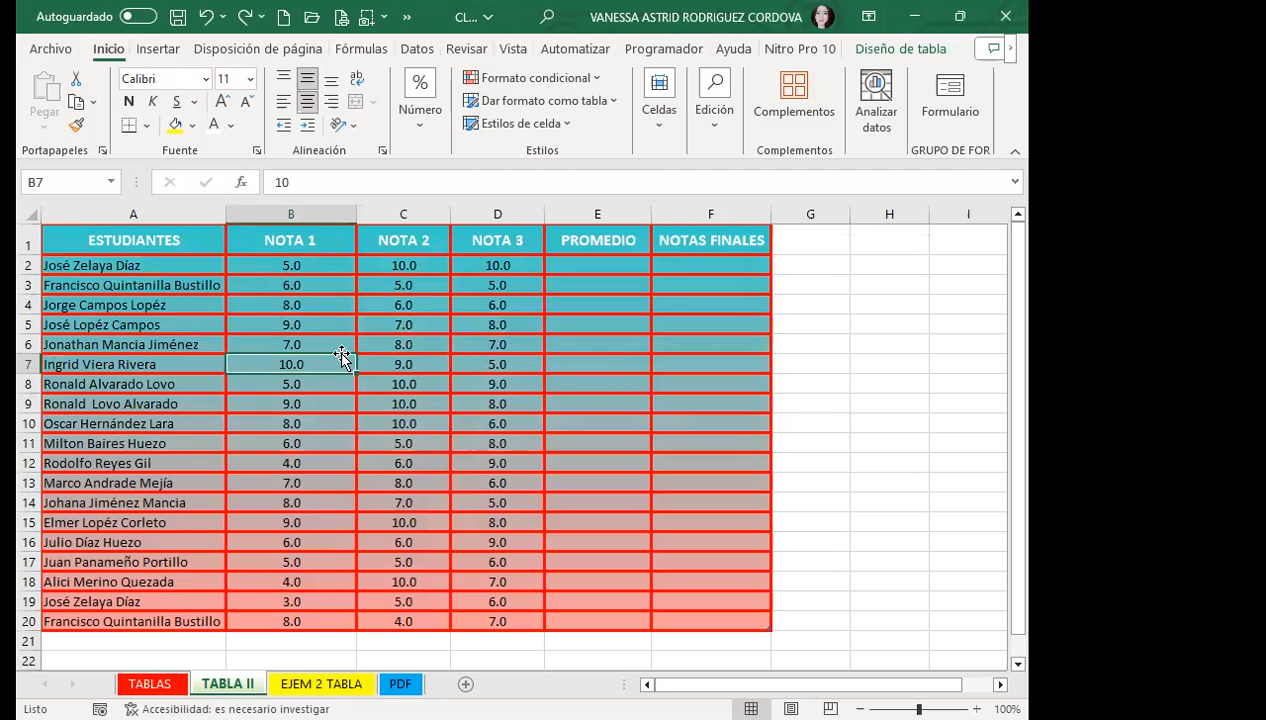 Autoguardado CL... VANESSA ASTRID RODRIGUEZ CORDOVA
Archivo Inicio Insertar Disposición de página Fórmulas Datos Revisar Vista Automatizar Programador Ayuda Nitro Pro 10 Diseño de tabla
Pegar Calibri 11 Número Formato condicional Dar formato como tabla Estilos de celda Celdas Edición Complementos Analizar datos Formulario
N K S A A A
Portapapeles Fuente Alineación Estilos Complementos GRUPO DE FOR
B7 fx 10
A B C D E F G H I
1 ESTUDIANTES NOTA 1 NOTA 2 NOTA 3 PROMEDIO NOTAS FINALES
2 José Zelaya Díaz 5.0 10.0 10.0
3 Francisco Quintanilla Bustillo 6.0 5.0 5.0
4 Jorge Campos Lopéz 8.0 6.0 6.0
5 José Lopéz Campos 9.0 7.0 8.0
6 Jonathan Mancia Jiménez 7.0 8.0 7.0
7 Ingrid Viera Rivera 10.0 9.0 5.0
8 Ronald Alvarado Lovo 5.0 10.0 9.0
9 Ronald Lovo Alvarado 9.0 10.0 8.0
10 Oscar Hernández Lara 8.0 10.0 6.0
11 Milton Baires Huezo 6.0 5.0 8.0
12 Rodolfo Reyes Gil 4.0 6.0 9.0
13 Marco Andrade Mejía 7.0 8.0 6.0
14 Johana Jiménez Mancia 8.0 7.0 5.0
15 Elmer Lopéz Corleto 9.0 10.0 8.0
16 Julio Díaz Huezo 6.0 6.0 9.0
17 Juan Panameño Portillo 5.0 5.0 6.0
18 Alici Merino Quezada 4.0 10.0 7.0
19 José Zelaya Díaz 3.0 5.0 6.0
20 Francisco Quintanilla Bustillo 8.0 4.0 7.0
21
22
TABLAS TABLA II EJEM 2 TABLA PDF
Listo Accesibilidad: es necesario investigar 100%